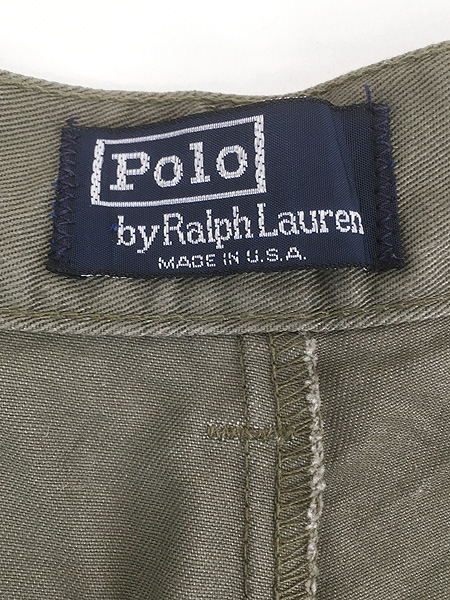 Polo
by Ralph Lauren
MADE IN U.S.A.